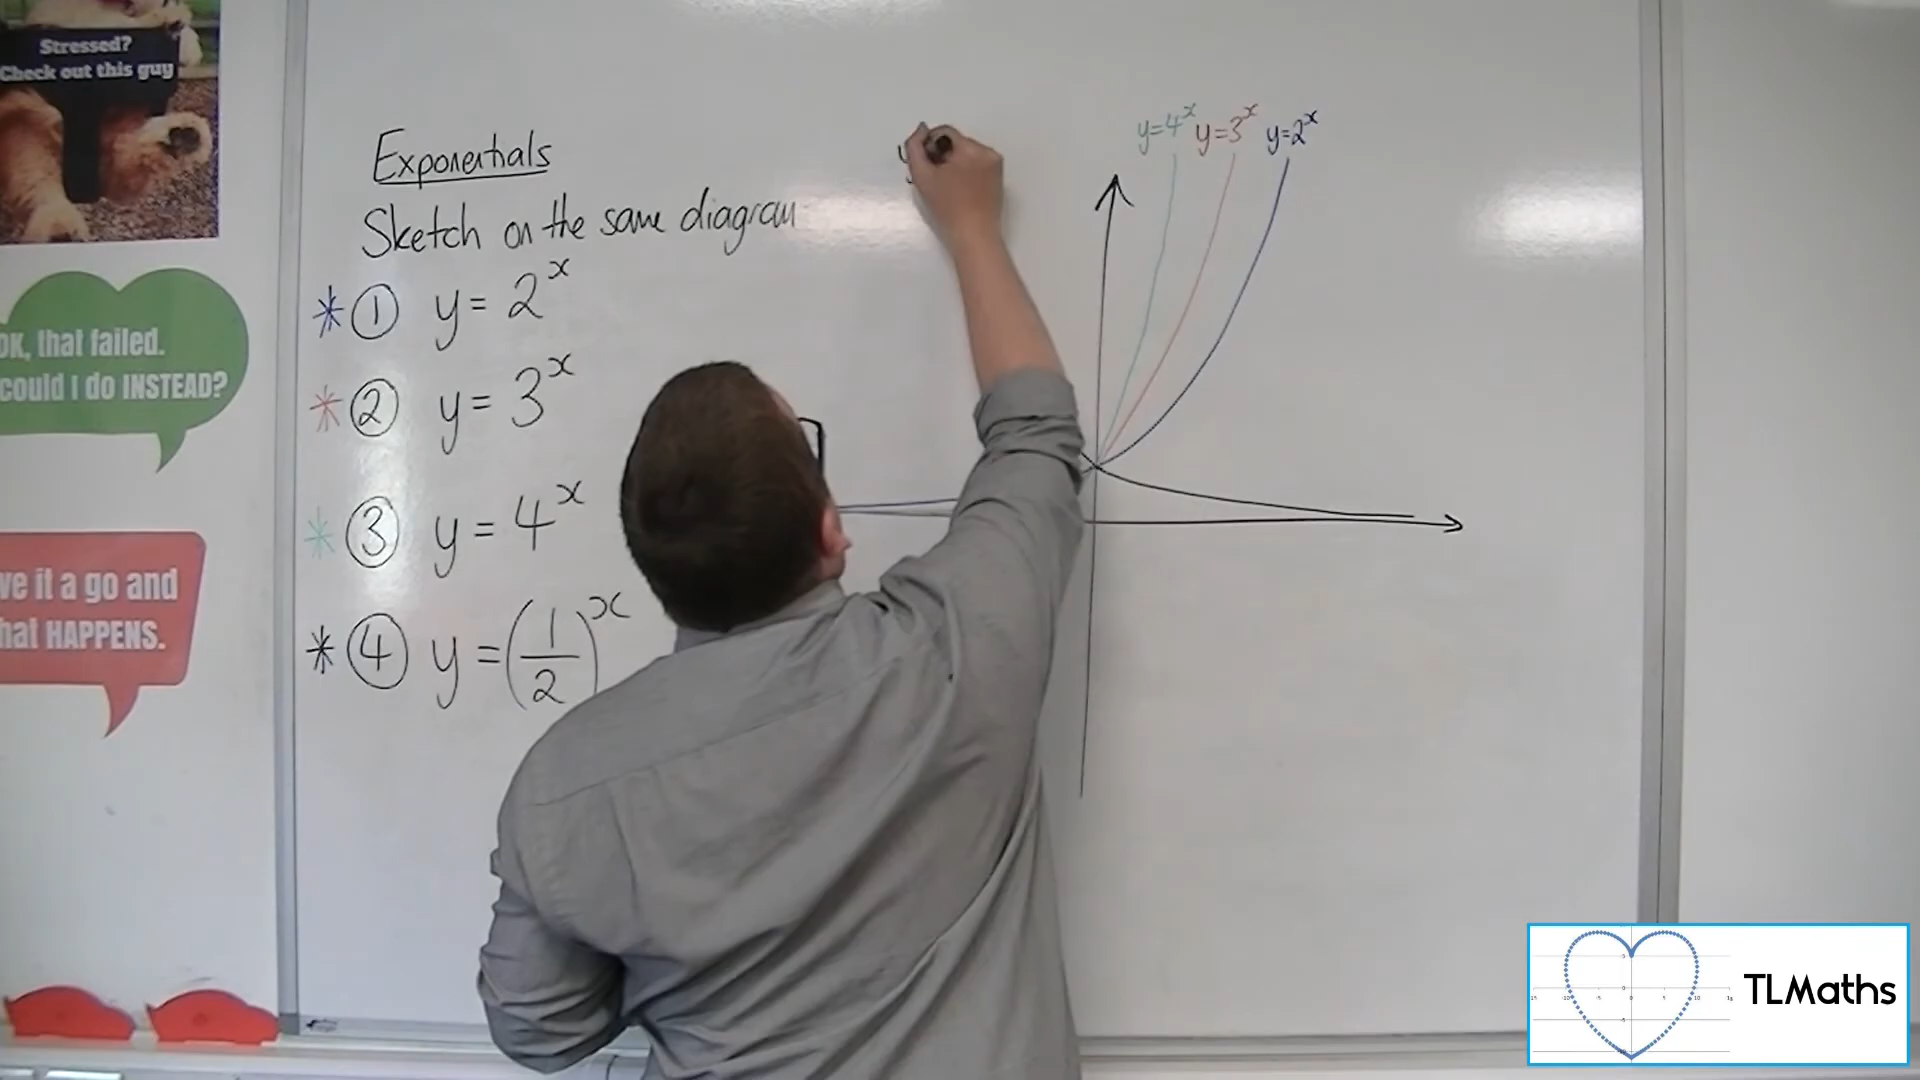 Stressed?
Check out this guy
OK, that failed.
could I do INSTEAD?
ve it a go and
hat HAPPENS.
Exponentials
Sketch on the same diagram
* ① y = 2^x
* ② y = 3^x
* ③ y = 4^x
* ④ y = (1/2)^x
y
y=4^x y=3^x y=2^x
TLMaths